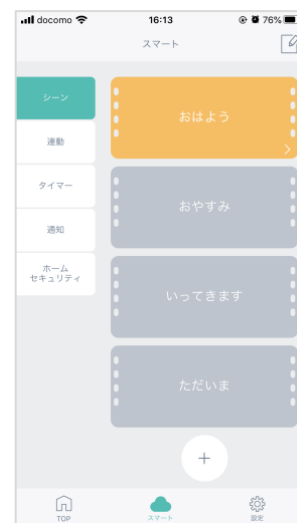 docomo 16:13 76%
スマート
シーン
連動
タイマー
通知
ホーム
セキュリティ
おはよう
おやすみ
いってきます
ただいま
+
TOP スマート 設定